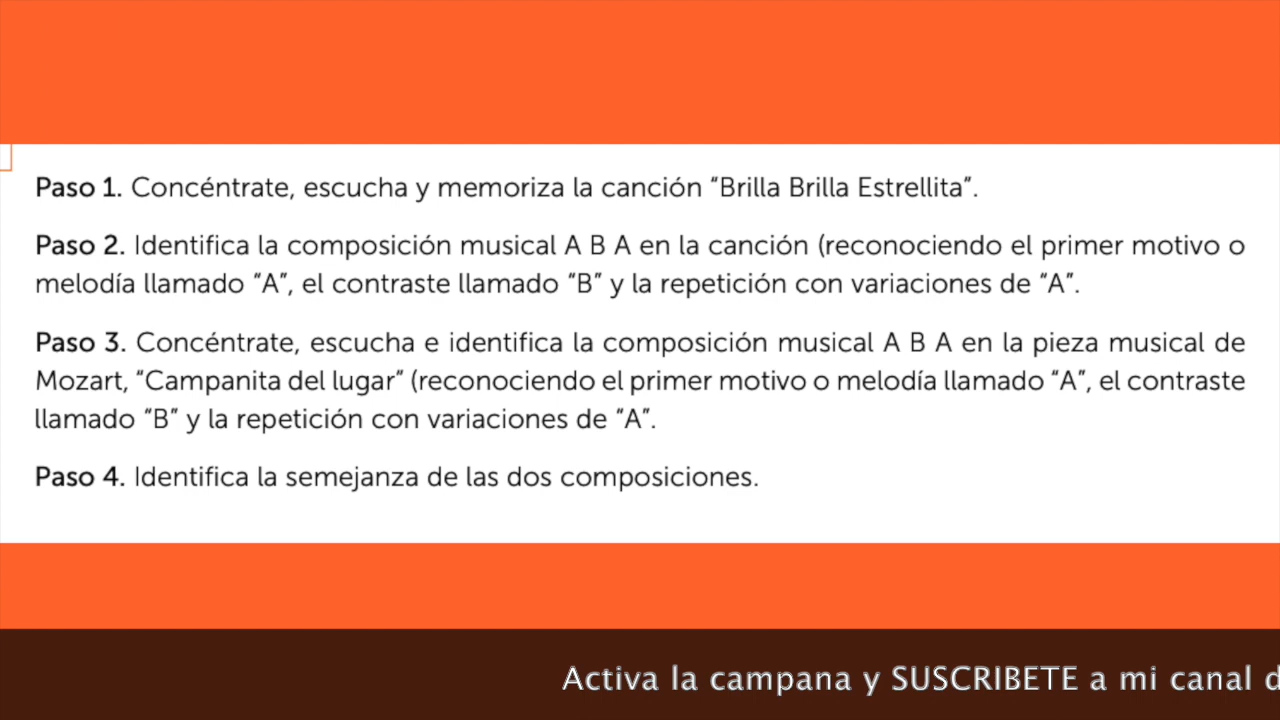 Paso 1. Concéntrate, escucha y memoriza la canción “Brilla Brilla Estrellita”.
Paso 2. Identifica la composición musical A B A en la canción (reconociendo el primer motivo o
melodía llamado “A”, el contraste llamado “B” y la repetición con variaciones de “A”.
Paso 3. Concéntrate, escucha e identifica la composición musical A B A en la pieza musical de
Mozart, “Campanita del lugar” (reconociendo el primer motivo o melodía llamado “A”, el contraste
llamado “B” y la repetición con variaciones de “A”.
Paso 4. Identifica la semejanza de las dos composiciones.
Activa la campana y SUSCRIBETE a mi canal d